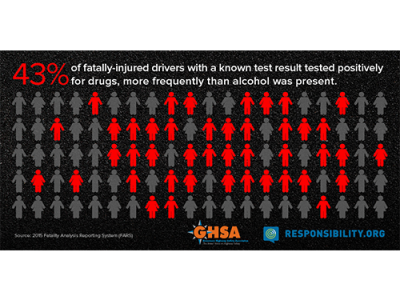 43% of fatally-injured drivers with a known test result tested positively
for drugs, more frequently than alcohol was present.
Source: 2015 Fatality Analysis Reporting System (FARS)
GHSA
RESPONSIBILITY.ORG